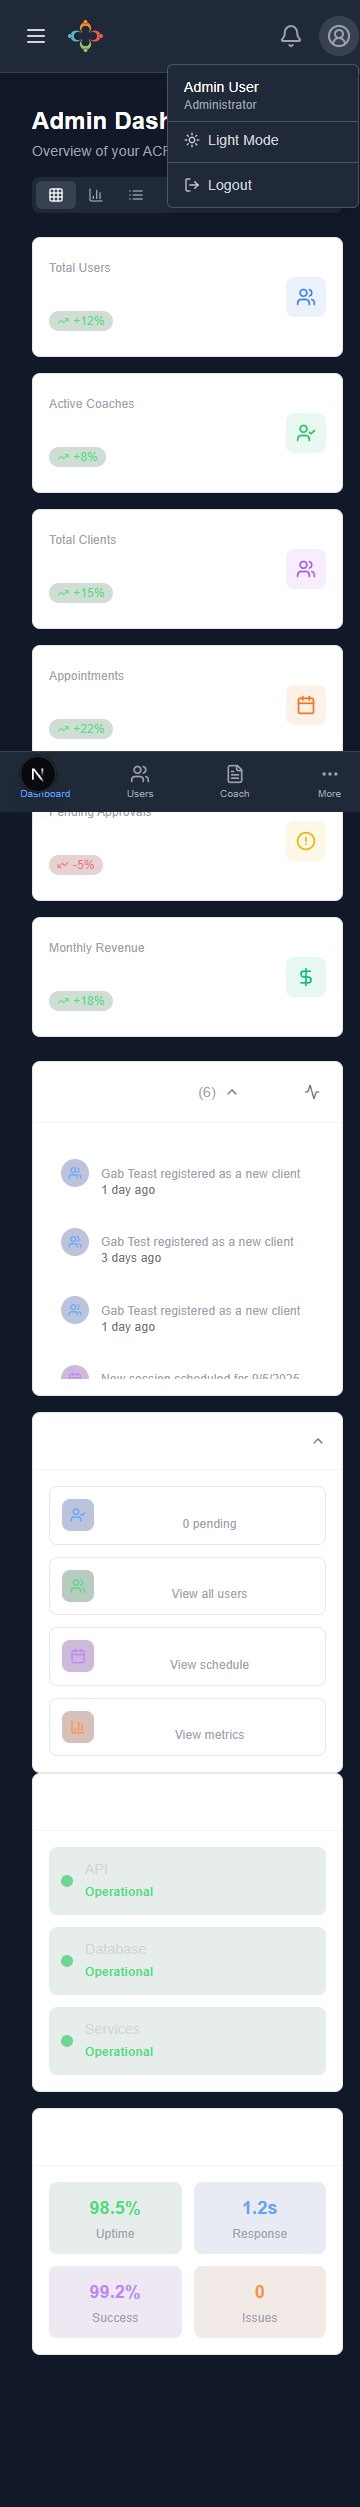 Admin User
Administrator
Light Mode
Logout
Admin Dash
Overview of your AC
Total Users
+12%
Active Coaches
+8%
Total Clients
+15%
Appointments
+22%
N
Dashboard
Users
Coach
More
Pending Approvals
-5%
Monthly Revenue
+18%
(6)
Gab Teast registered as a new client
1 day ago
Gab Test registered as a new client
3 days ago
Gab Teast registered as a new client
1 day ago
New session scheduled for 9/5/2025
0 pending
View all users
View schedule
View metrics
API
Operational
Database
Operational
Services
Operational
98.5%
Uptime
1.2s
Response
99.2%
Success
0
Issues